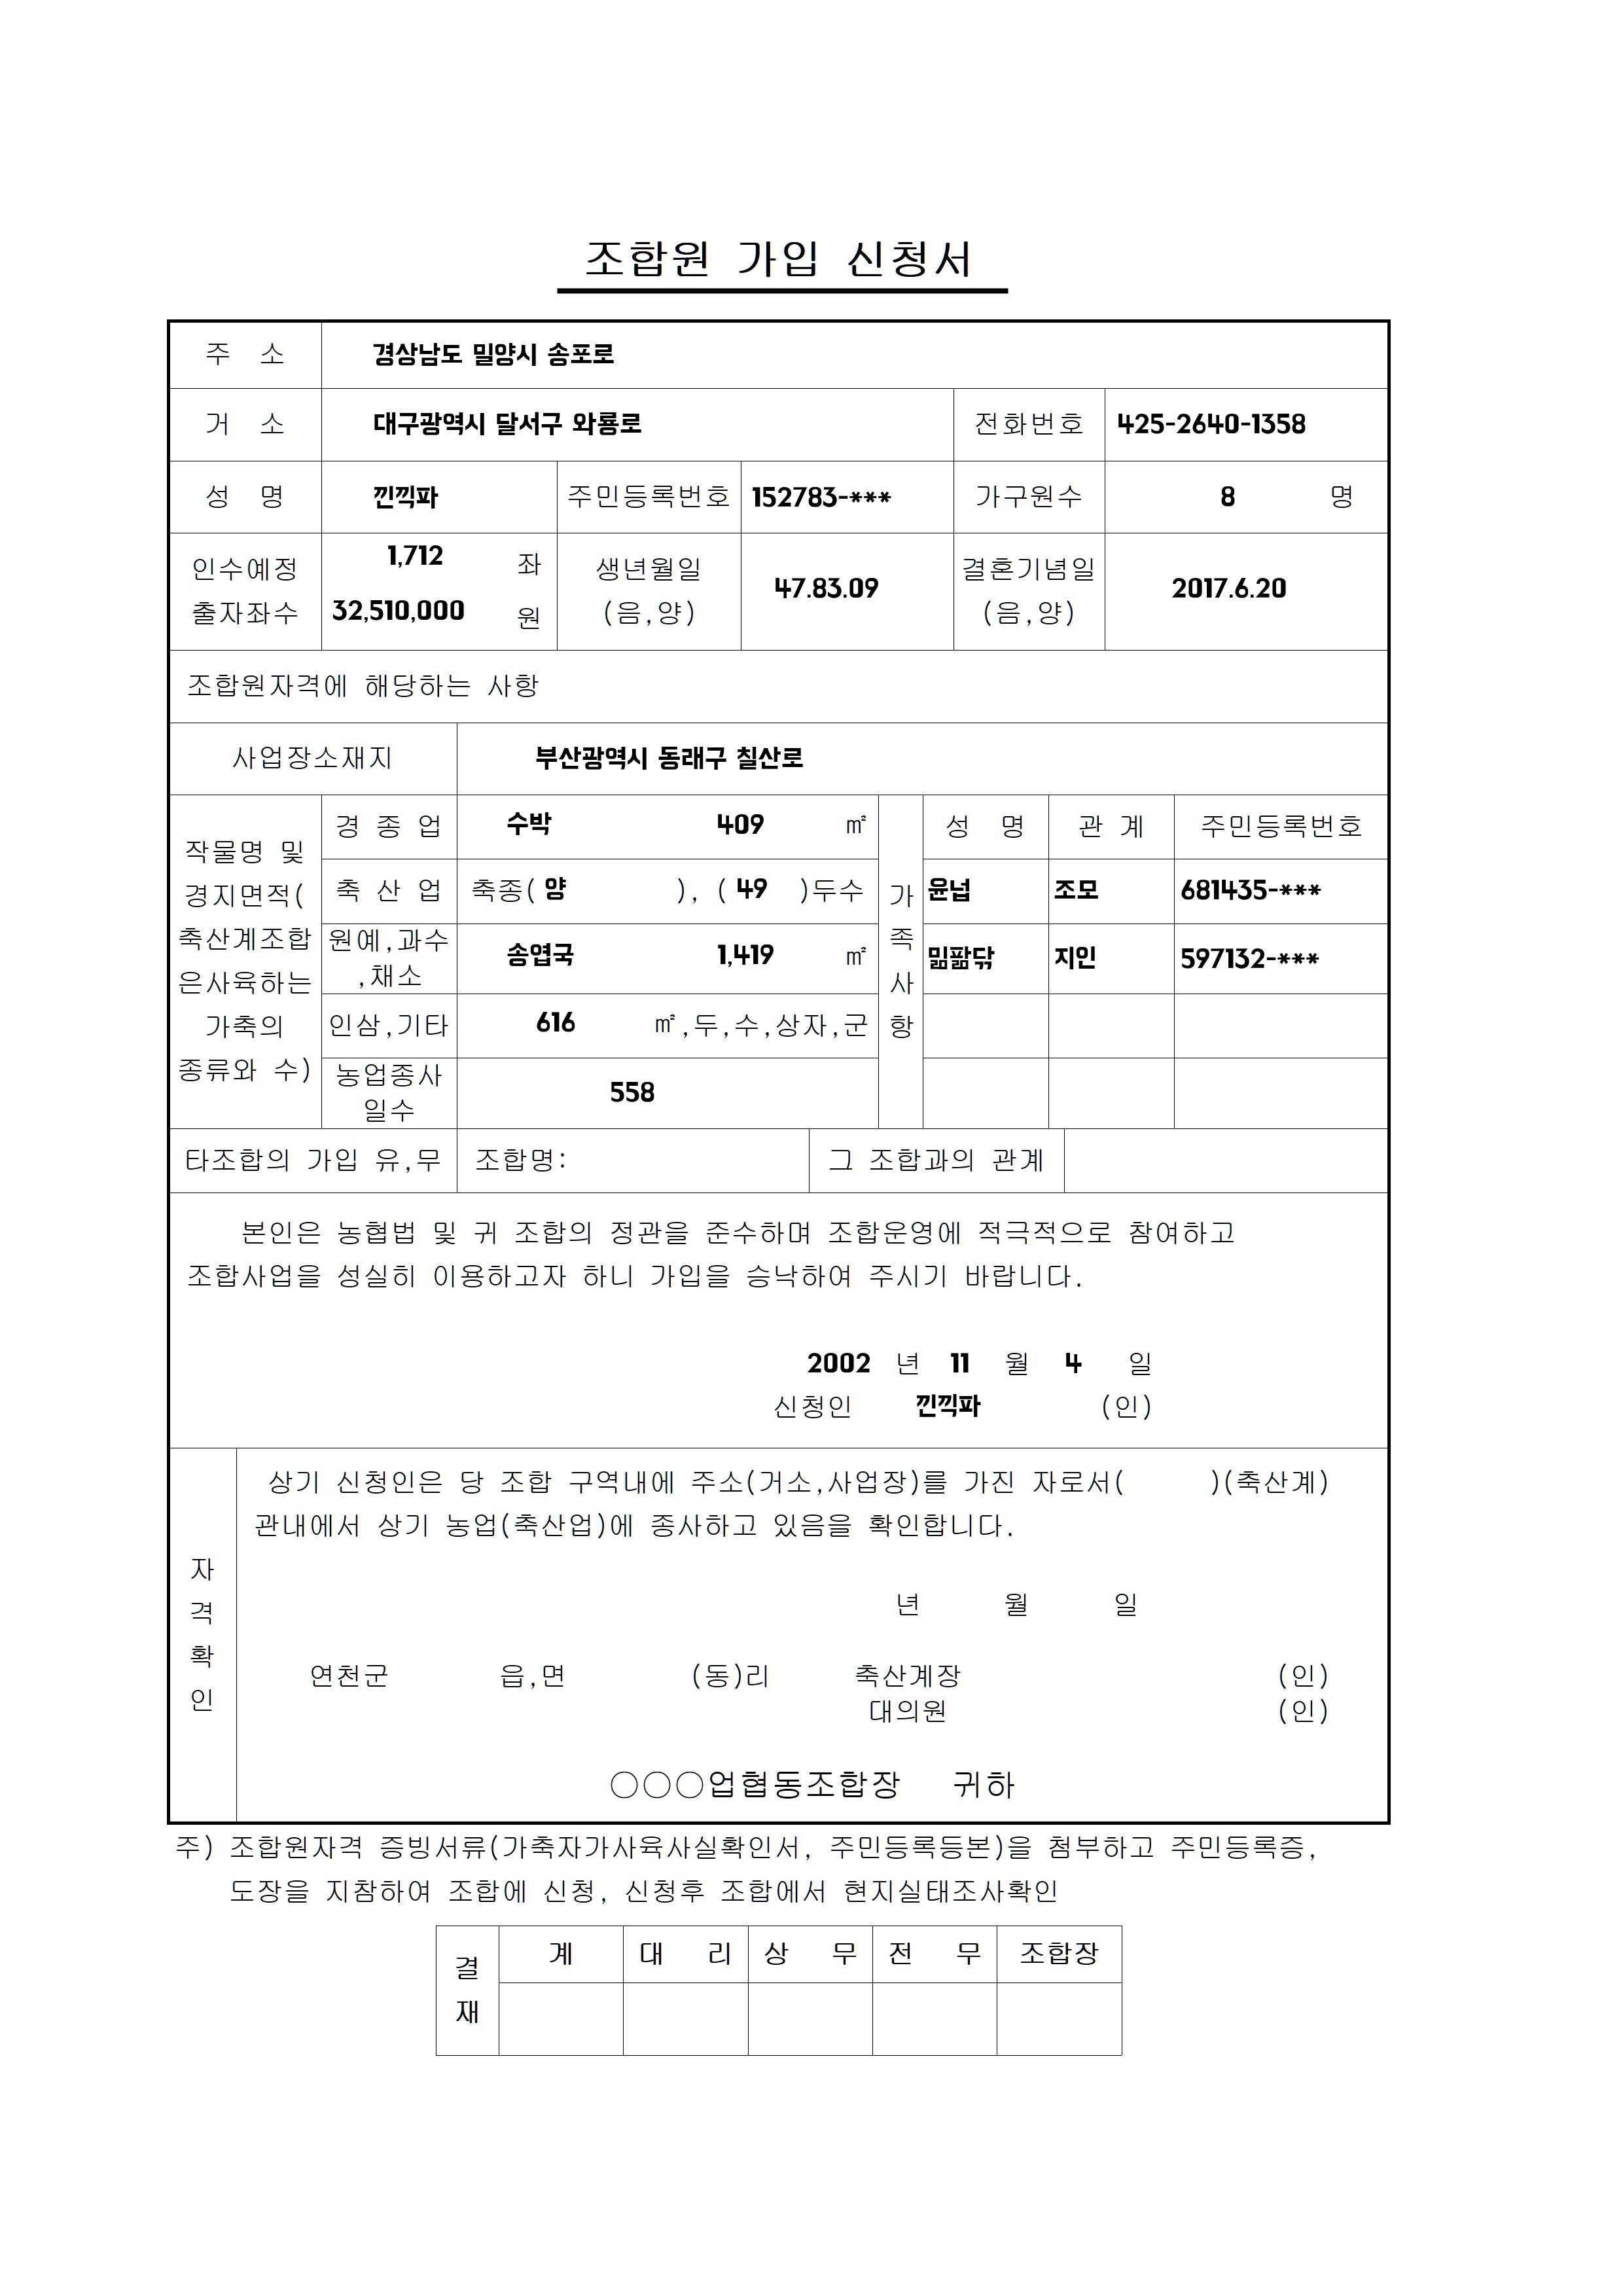 조합원 가입 신청서
주 소 경상남도 밀양시 송포로
거 소 대구광역시 달서구 와룡로 전화번호 425-2640-1358
성 명 낀끽파 주민등록번호 152783-*** 가구원수 8 명
인수예정 출자좌수 1,712 좌 32,510,000 원 생년월일 (음,양) 47.83.09 결혼기념일 (음,양) 2017.6.20
조합원자격에 해당하는 사항
사업장소재지 부산광역시 동래구 칠산로
작물명 및
경지면적(
축산계조합
은사육하는
가축의
종류와 수)
경 종 업 수박 409 ㎡
축 산 업 축종( 양 ), ( 49 )두수
원예,과수
,채소 송엽국 1,419 ㎡
인삼,기타 616 ㎡,두,수,상자,군
농업종사
일수 558
가족사항
성 명 관 계 주민등록번호
윤넙 조모 681435-***
밂팚닦 지인 597132-***
타조합의 가입 유,무 조합명: 그 조합과의 관계
본인은 농협법 및 귀 조합의 정관을 준수하며 조합운영에 적극적으로 참여하고
조합사업을 성실히 이용하고자 하니 가입을 승낙하여 주시기 바랍니다.
2002 년 11 월 4 일
신청인 낀끽파 (인)
자격확인
상기 신청인은 당 조합 구역내에 주소(거소,사업장)를 가진 자로서( )(축산계)
관내에서 상기 농업(축산업)에 종사하고 있음을 확인합니다.
년 월 일
연천군 읍,면 (동)리 축산계장 (인)
대의원 (인)
○○○업협동조합장 귀하
주) 조합원자격 증빙서류(가축자가사육사실확인서, 주민등록등본)을 첨부하고 주민등록증,
도장을 지참하여 조합에 신청, 신청후 조합에서 현지실태조사확인
결재 계 대 리 상 무 전 무 조합장